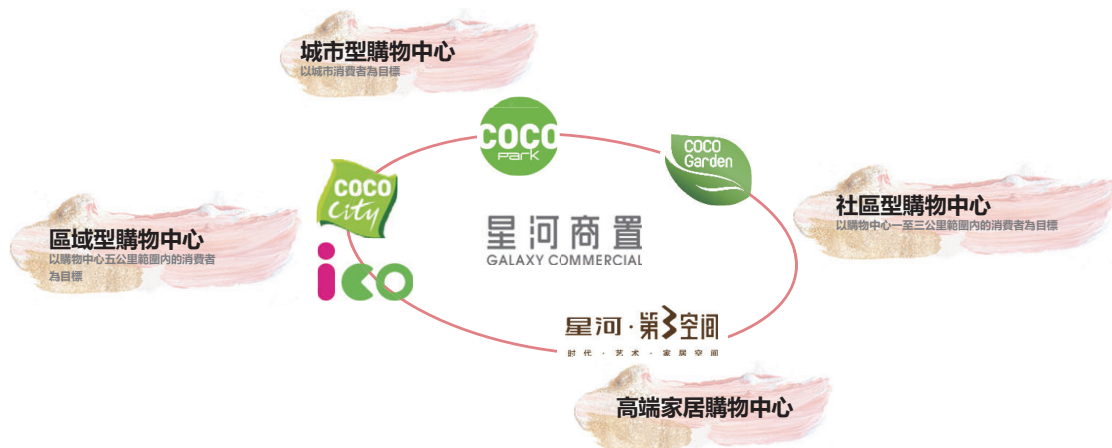 城市型購物中心
以城市消費者為目標
COCO
Park
COCO
Garden
COCO
City
社區型購物中心
以購物中心一至三公里範圍內的消費者為目標
區域型購物中心
以購物中心五公里範圍內的消費者
為目標
星河商置
GALAXY COMMERCIAL
ico
星河·第3空间
时代·艺术·家居空间
高端家居購物中心